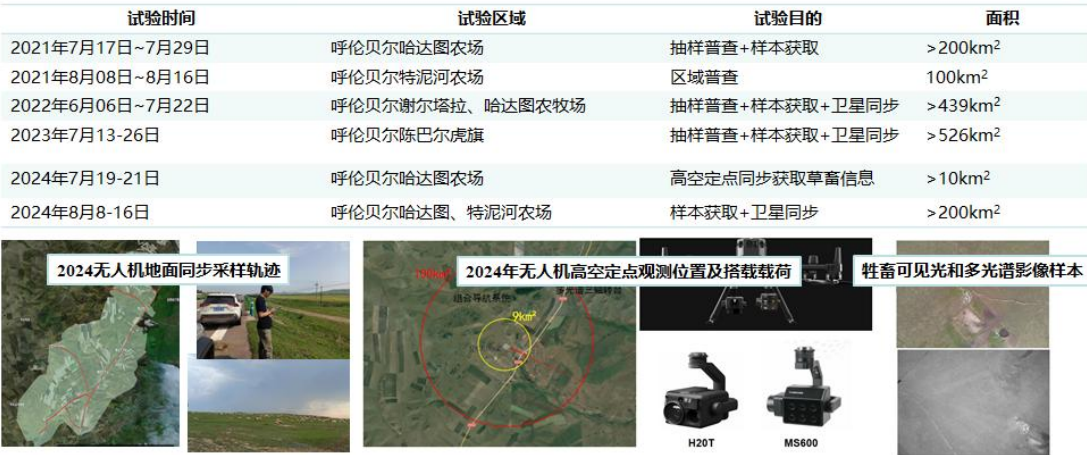 试验时间 试验区域 试验目的 面积
2021年7月17日~7月29日 呼伦贝尔哈达图农场 抽样普查+样本获取 >200km²
2021年8月08日~8月16日 呼伦贝尔特泥河农场 区域普查 100km²
2022年6月06日~7月22日 呼伦贝尔谢尔塔拉、哈达图农牧场 抽样普查+样本获取+卫星同步 >439km²
2023年7月13-26日 呼伦贝尔陈巴尔虎旗 抽样普查+样本获取+卫星同步 >526km²
2024年7月19-21日 呼伦贝尔哈达图农场 高空定点同步获取草畜信息 >10km²
2024年8月8-16日 呼伦贝尔哈达图、特泥河农场 样本获取+卫星同步 >200km²
2024无人机地面同步采样轨迹
2024年无人机高空定点观测位置及搭载载荷
牲畜可见光和多光谱影像样本
9km²
H20T
MS600